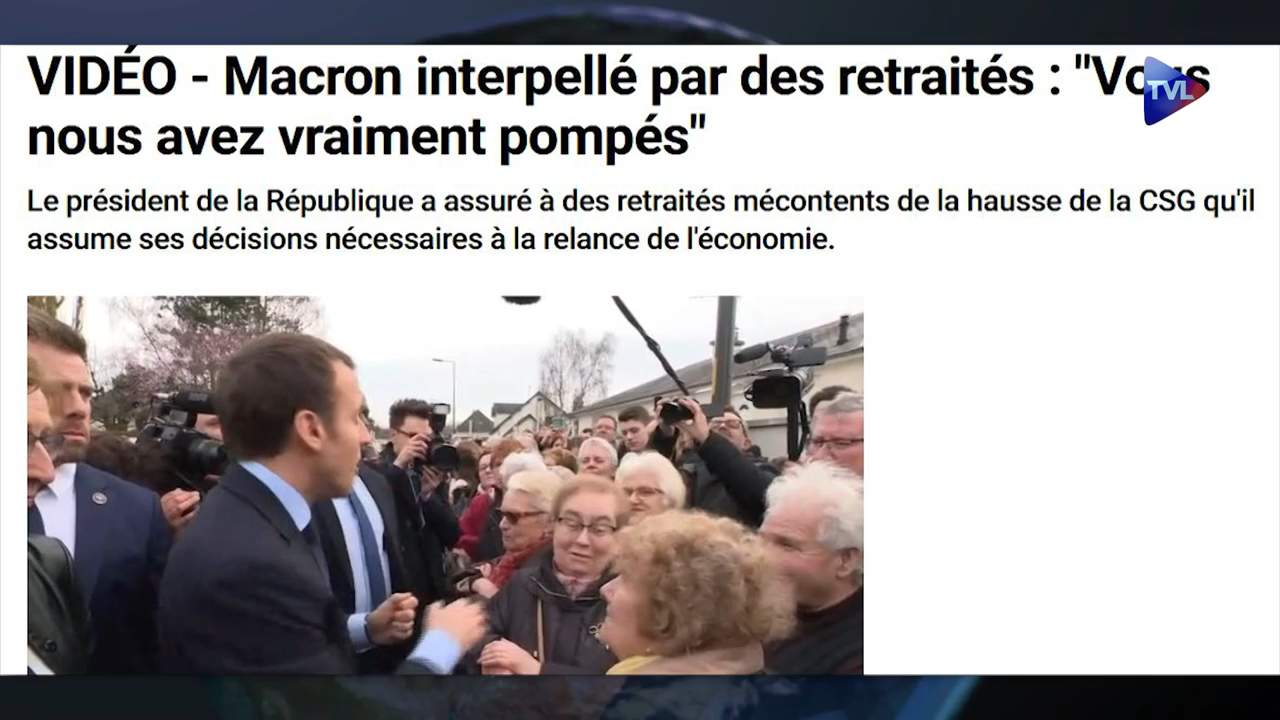 VIDÉO - Macron interpellé par des retraités : "Vous
nous avez vraiment pompés"
TVL
Le président de la République a assuré à des retraités mécontents de la hausse de la CSG qu'il
assume ses décisions nécessaires à la relance de l'économie.